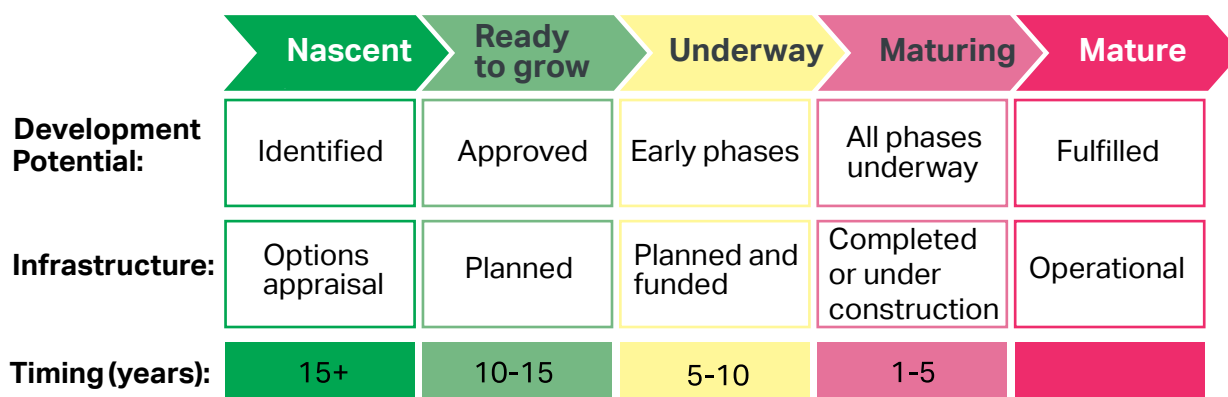 Nascent
Ready
to grow
Underway
Maturing
Mature
Development
Potential:
Identified
Approved
Early phases
All phases
underway
Fulfilled
Infrastructure:
Options
appraisal
Planned
Planned and
funded
Completed
or under
construction
Operational
Timing (years):
15+
10-15
5-10
1-5